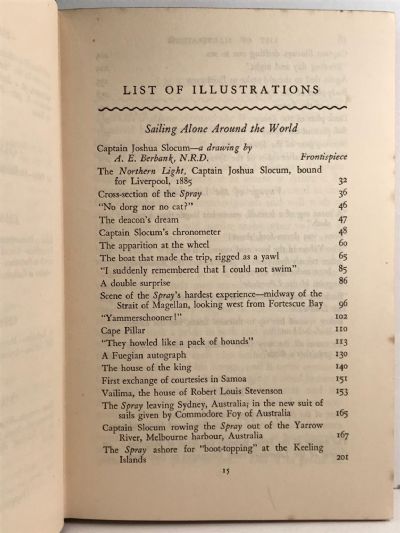 LIST OF ILLUSTRATIONS
Sailing Alone Around the World
Captain Joshua Slocum—a drawing by
A. E. Berbank, N.R.D. Frontispiece
The Northern Light, Captain Joshua Slocum, bound
for Liverpool, 1885 32
Cross-section of the Spray 36
"No dorg nor no cat?" 46
The deacon's dream 47
Captain Slocum's chronometer 48
The apparition at the wheel 60
The boat that made the trip, rigged as a yawl 65
"I suddenly remembered that I could not swim" 85
A double surprise 86
Scene of the Spray's hardest experience—midway of the
Strait of Magellan, looking west from Fortescue Bay 96
"Yammerschooner!" 102
Cape Pillar 110
"They howled like a pack of hounds" 113
A Fuegian autograph 130
The house of the king 140
First exchange of courtesies in Samoa 151
Vailima, the house of Robert Louis Stevenson 153
The Spray leaving Sydney, Australia; in the new suit of
sails given by Commodore Foy of Australia 165
Captain Slocum rowing the Spray out of the Yarrow
River, Melbourne harbour, Australia 167
The Spray ashore for "boot-topping" at the Keeling
Islands 201
15